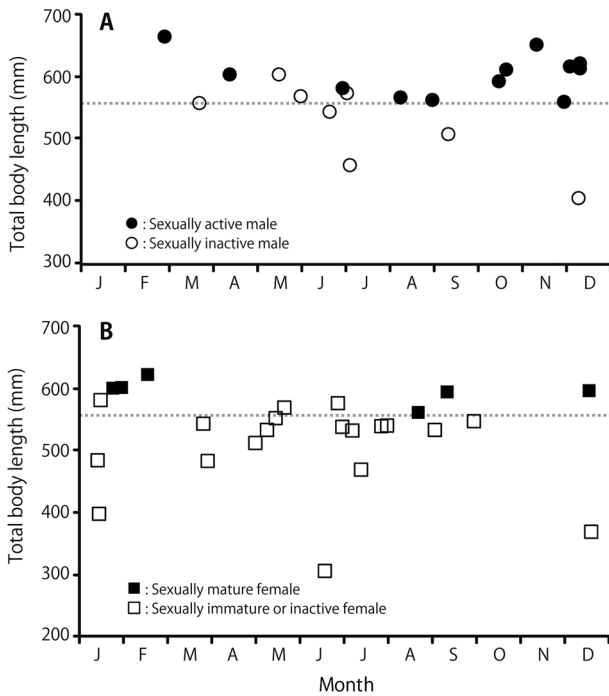 A
700
600
500
400
300
Total body length (mm)
● : Sexually active male
○ : Sexually inactive male
J F M A M J J A S O N D
B
700
600
500
400
300
200
Total body length (mm)
■ : Sexually mature female
□ : Sexually immature or inactive female
J F M A M J J A S O N D
Month